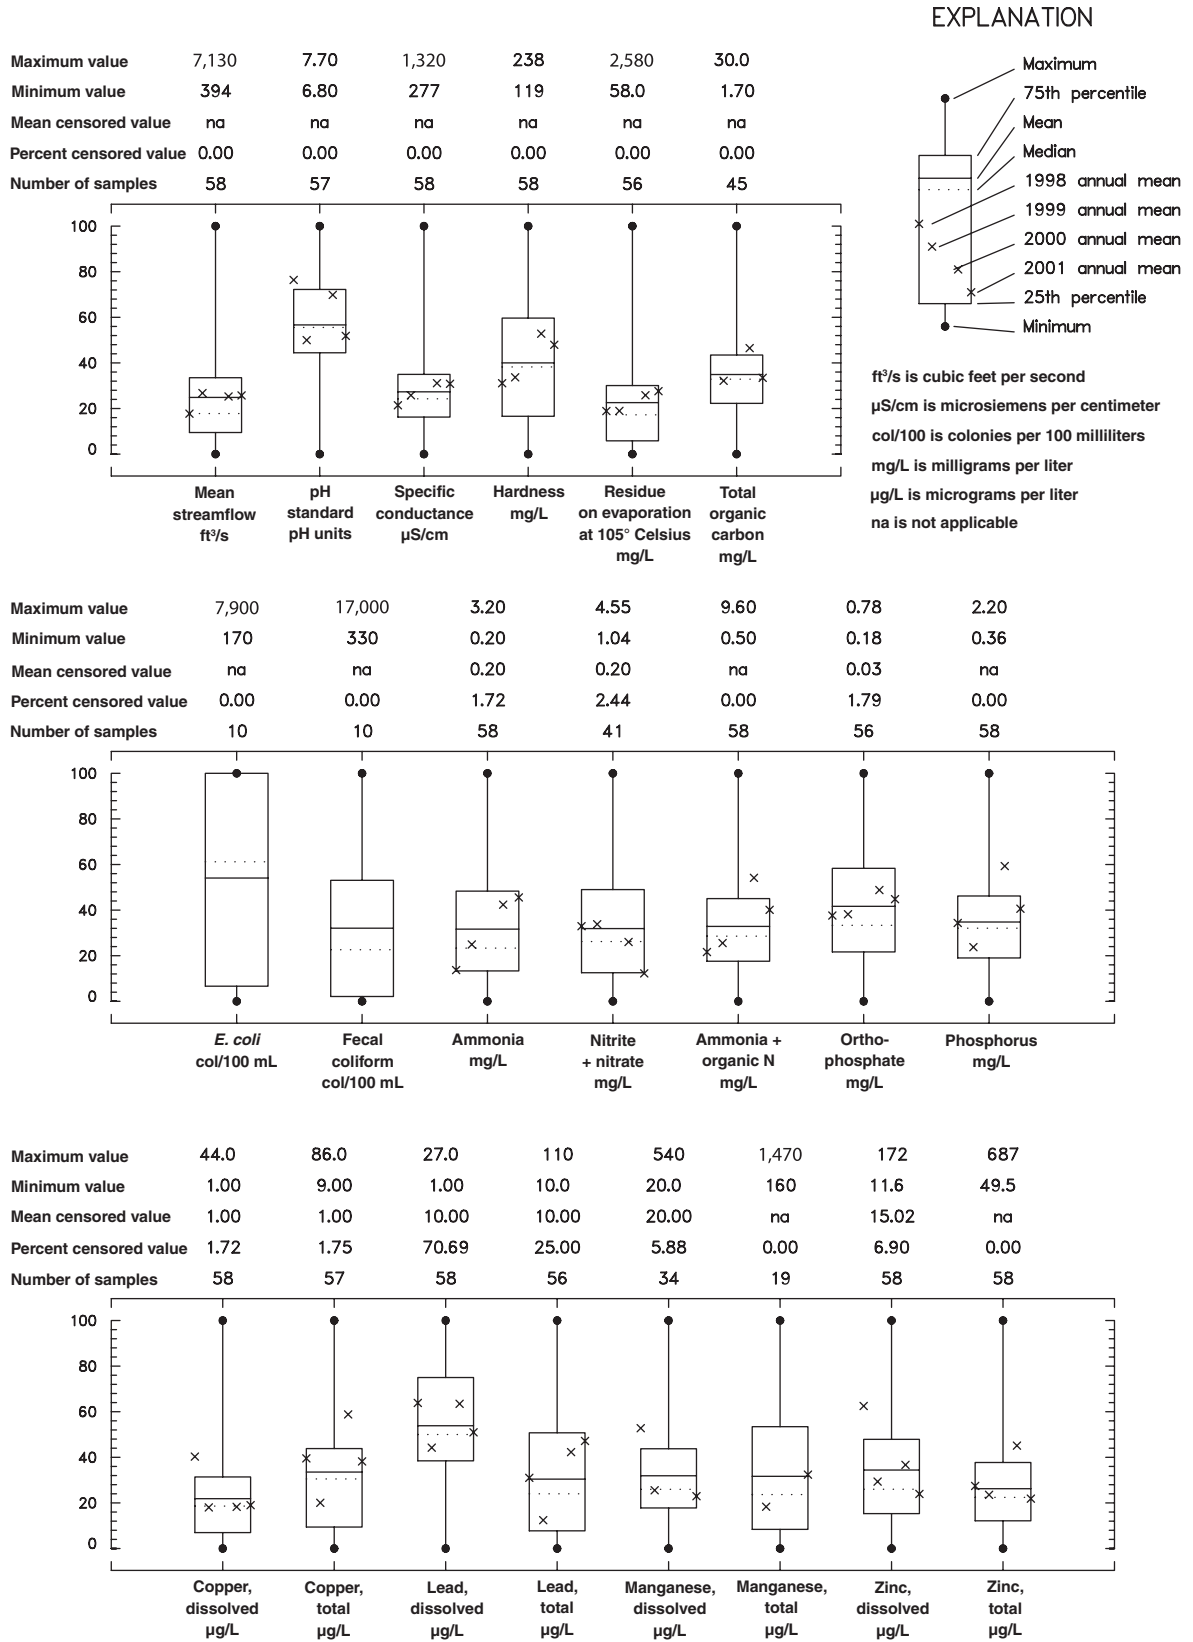 EXPLANATION
Maximum
75th percentile
Mean
Median
1998 annual mean
1999 annual mean
2000 annual mean
2001 annual mean
25th percentile
Minimum
ft³/s is cubic feet per second
µS/cm is microsiemens per centimeter
col/100 is colonies per 100 milliliters
mg/L is milligrams per liter
µg/L is micrograms per liter
na is not applicable
Maximum value 7,130 7.70 1,320 238 2,580 30.0
Minimum value 394 6.80 277 119 58.0 1.70
Mean censored value na na na na na na
Percent censored value 0.00 0.00 0.00 0.00 0.00 0.00
Number of samples 58 57 58 58 56 45
100
80
60
40
20
0
Mean pH Specific Hardness Residue Total
streamflow standard conductance mg/L on evaporation organic
ft³/s pH units µS/cm at 105° Celsius carbon
mg/L mg/L
Maximum value 7,900 17,000 3.20 4.55 9.60 0.78 2.20
Minimum value 170 330 0.20 1.04 0.50 0.18 0.36
Mean censored value na na 0.20 0.20 na 0.03 na
Percent censored value 0.00 0.00 1.72 2.44 0.00 1.79 0.00
Number of samples 10 10 58 41 58 56 58
100
80
60
40
20
0
E. coli Fecal Ammonia Nitrite Ammonia + Ortho- Phosphorus
col/100 mL coliform mg/L + nitrate organic N phosphate mg/L
col/100 mL mg/L mg/L mg/L
Maximum value 44.0 86.0 27.0 110 540 1,470 172 687
Minimum value 1.00 9.00 1.00 10.0 20.0 160 11.6 49.5
Mean censored value 1.00 1.00 10.00 10.00 20.00 na 15.02 na
Percent censored value 1.72 1.75 70.69 25.00 5.88 0.00 6.90 0.00
Number of samples 58 57 58 56 34 19 58 58
100
80
60
40
20
0
Copper, Copper, Lead, Lead, Manganese, Manganese, Zinc, Zinc,
dissolved total dissolved total dissolved total dissolved total
µg/L µg/L µg/L µg/L µg/L µg/L µg/L µg/L